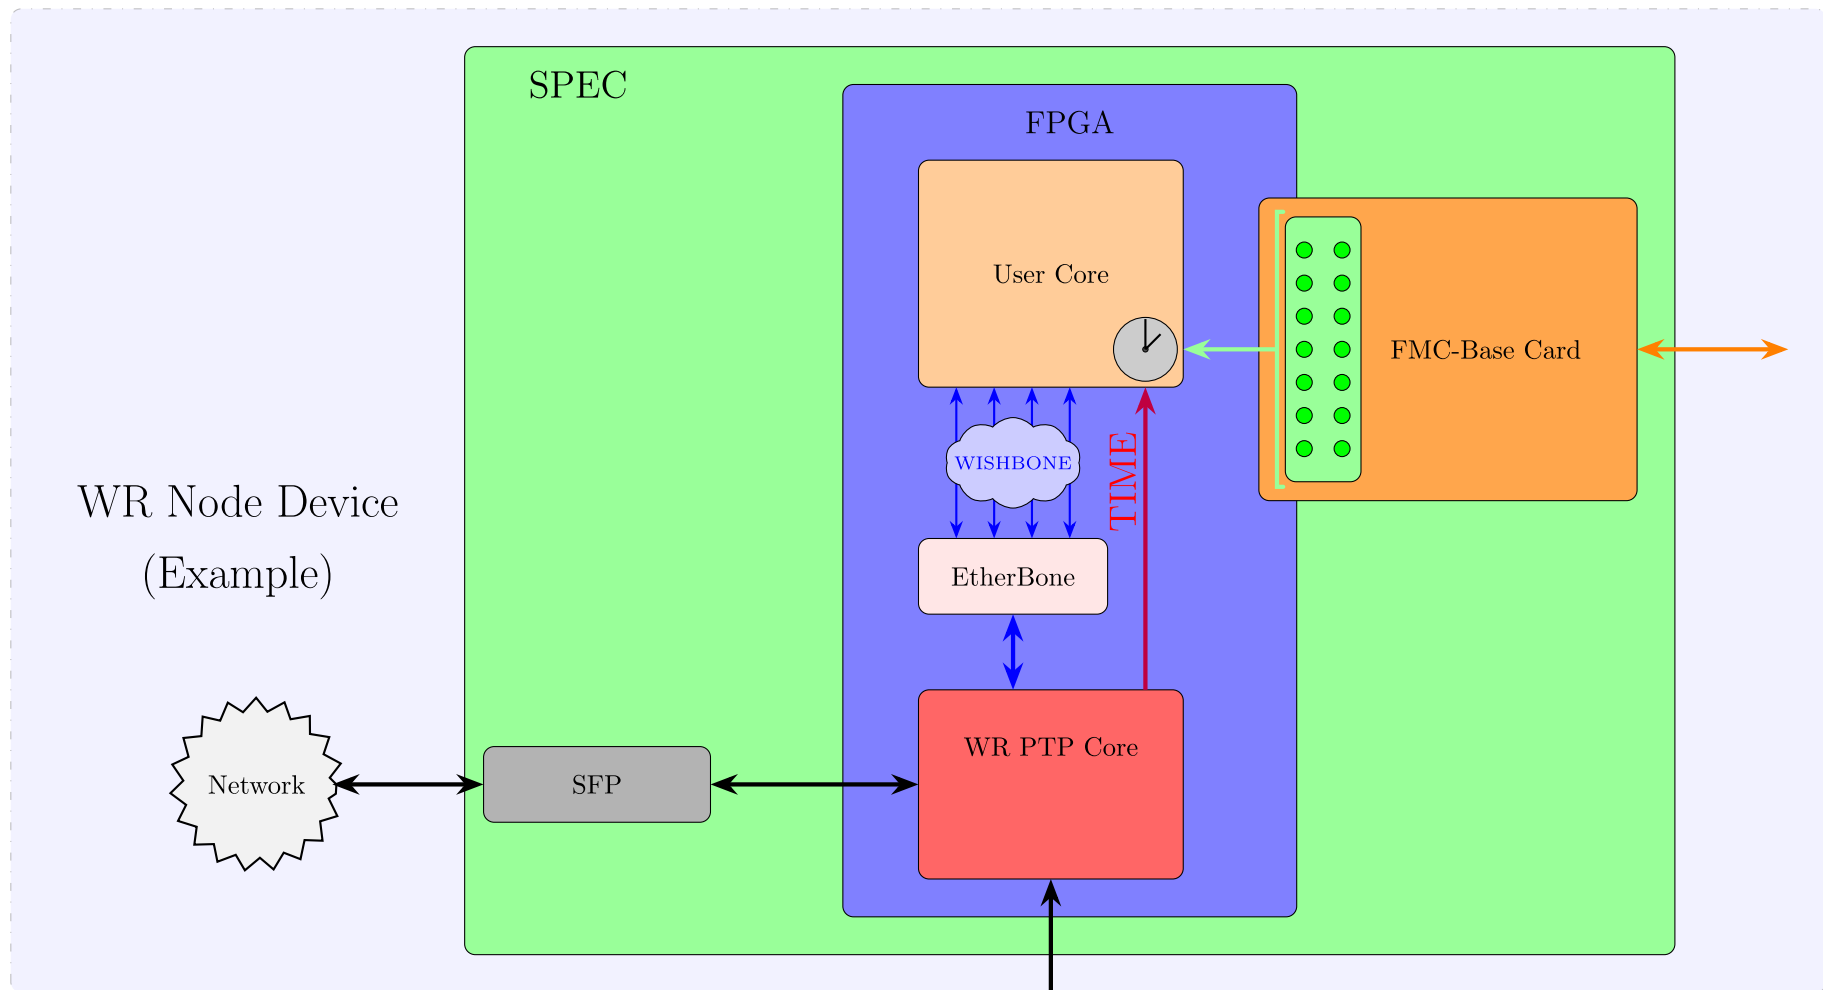 SPEC
FPGA
User Core
FMC-Base Card
WISHBONE
TIME
WR Node Device
(Example)
EtherBone
WR PTP Core
Network
SFP